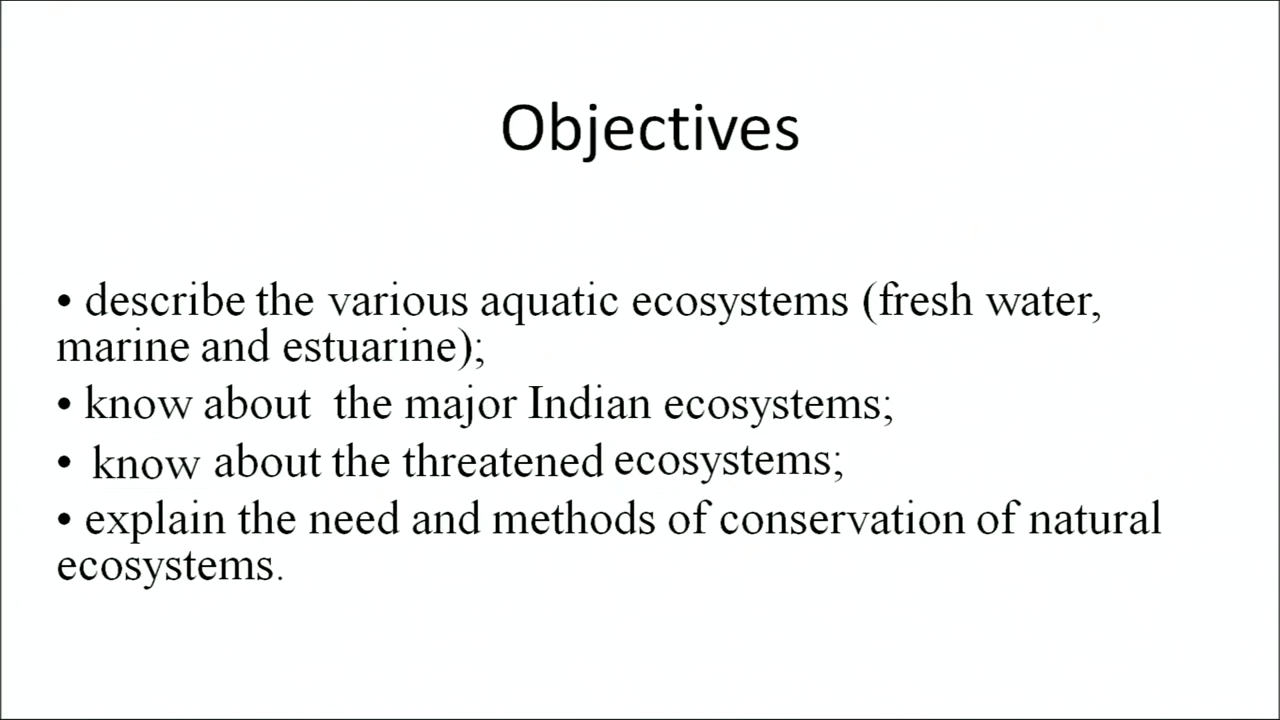 Objectives
• describe the various aquatic ecosystems (fresh water,
marine and estuarine);
• know about the major Indian ecosystems;
• know about the threatened ecosystems;
• explain the need and methods of conservation of natural
ecosystems.